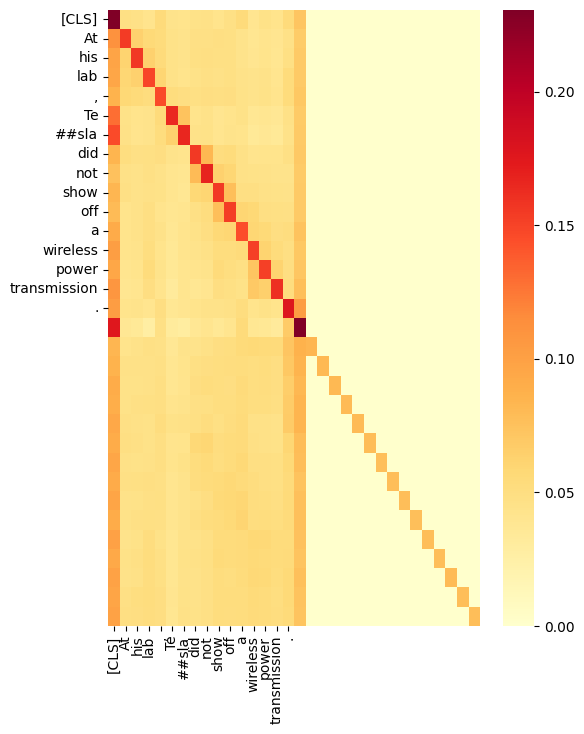 [CLS]
At
his
lab
,
Te
##sla
did
not
show
off
a
wireless
power
transmission
.
0.20
0.15
0.10
0.05
0.00
[CLS]
At
his
lab
,
Te
##sla
did
not
show
off
a
wireless
power
transmission
.